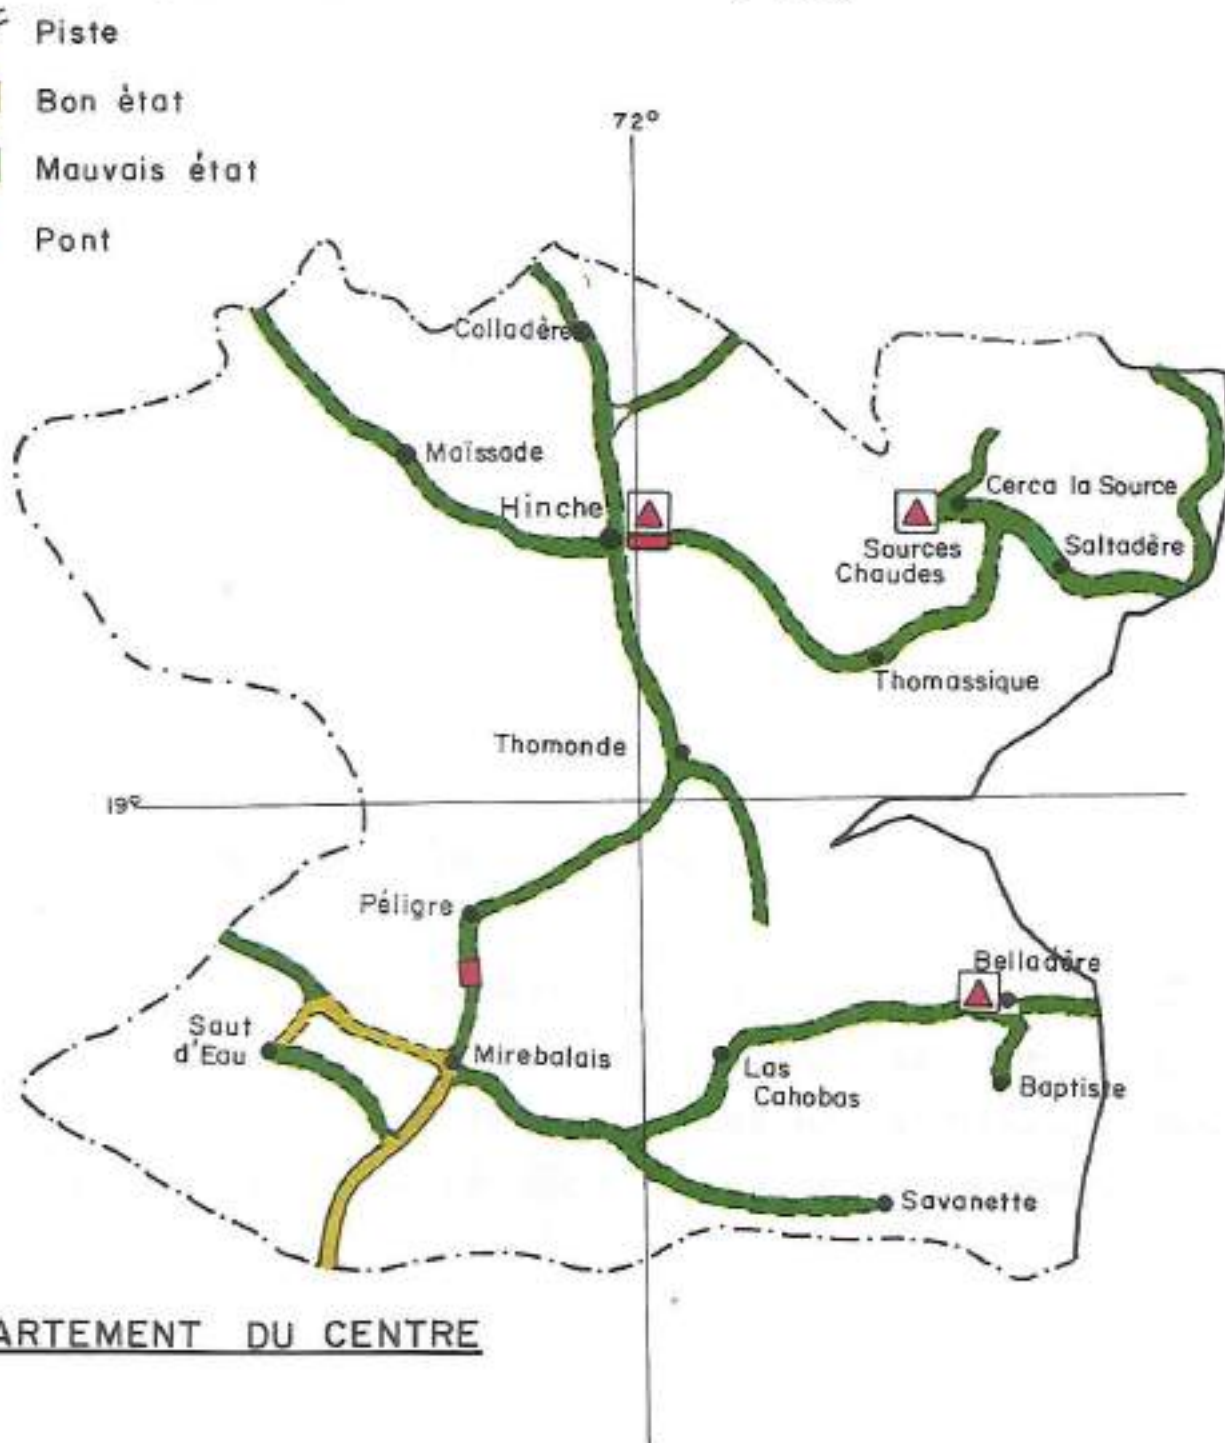 Piste
Bon ètat
Mauvais état
Pont
72°
Colladère
Maïssade
Hinche
Cerca la Source
Sources
Chaudes
Saltadère
Thomassique
Thomonde
19°
Péligre
Belladère
Saut
d'Eau
Mirebalais
Las
Cahobas
Baptiste
Savanette
ARTEMENT DU CENTRE